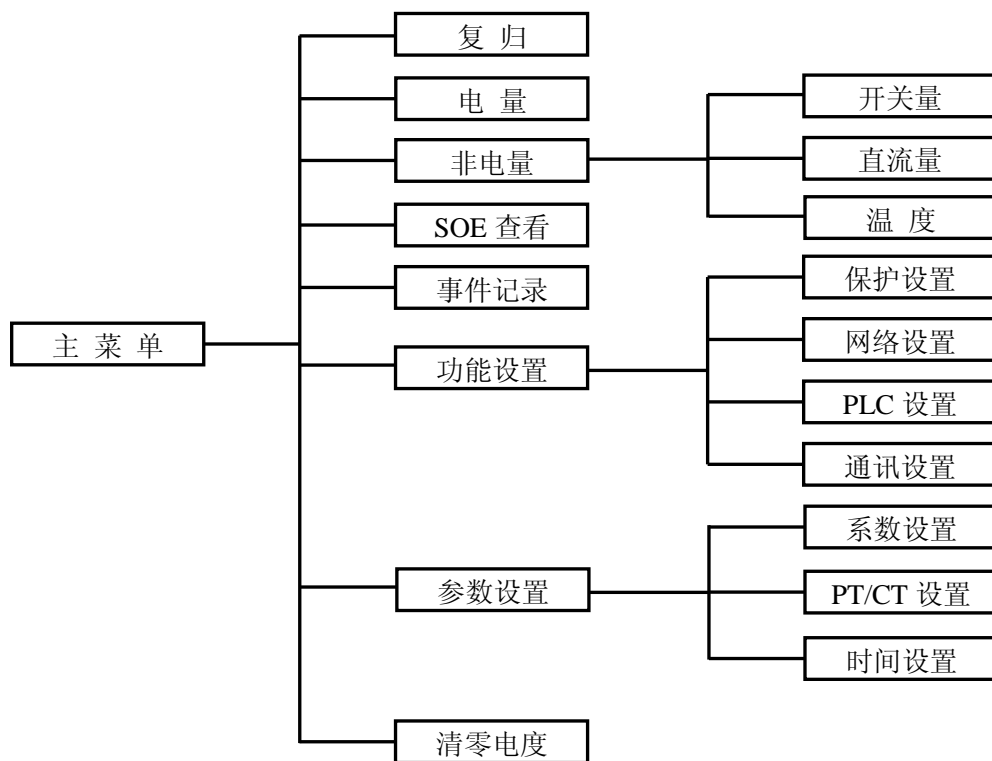 主 菜 单
复 归
电 量
非电量
开关量
直流量
温 度
SOE 查看
事件记录
功能设置
保护设置
网络设置
PLC 设置
通讯设置
参数设置
系数设置
PT/CT 设置
时间设置
清零电度